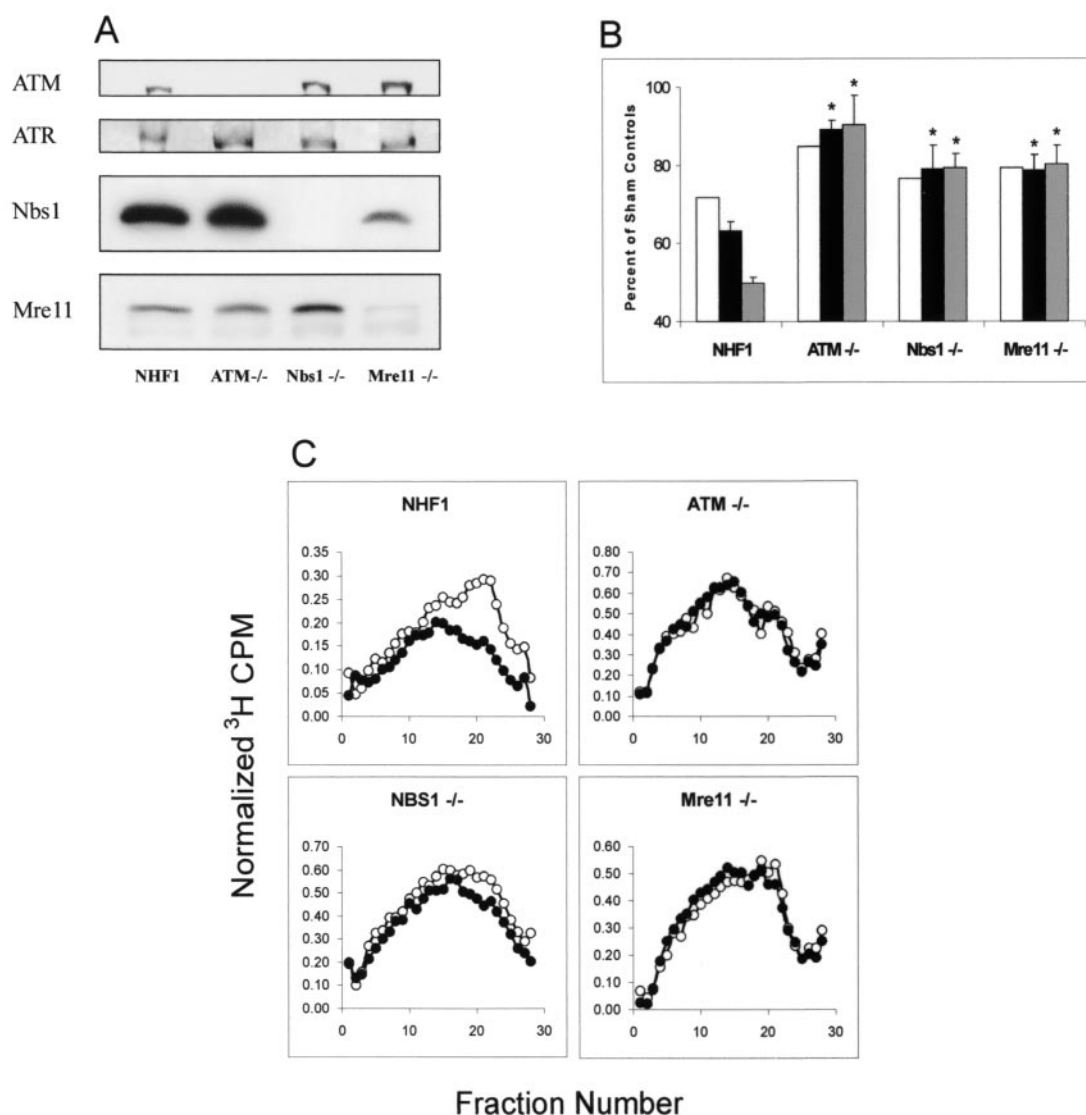 A
ATM
ATR
Nbs1
Mre11
NHF1 ATM-/- Nbs1 -/- Mre11 -/-
B
Percent of Sham Controls
100
80
60
40
* * * * * *
NHF1 ATM -/- Nbs1 -/- Mre11 -/-
C
Normalized ³H CPM
NHF1
0.35
0.30
0.25
0.20
0.15
0.10
0.05
0.00
0 10 20 30
ATM -/-
0.80
0.70
0.60
0.50
0.40
0.30
0.20
0.10
0.00
0 10 20 30
NBS1 -/-
0.70
0.60
0.50
0.40
0.30
0.20
0.10
0.00
0 10 20 30
Mre11 -/-
0.60
0.50
0.40
0.30
0.20
0.10
0.00
0 10 20 30
Fraction Number